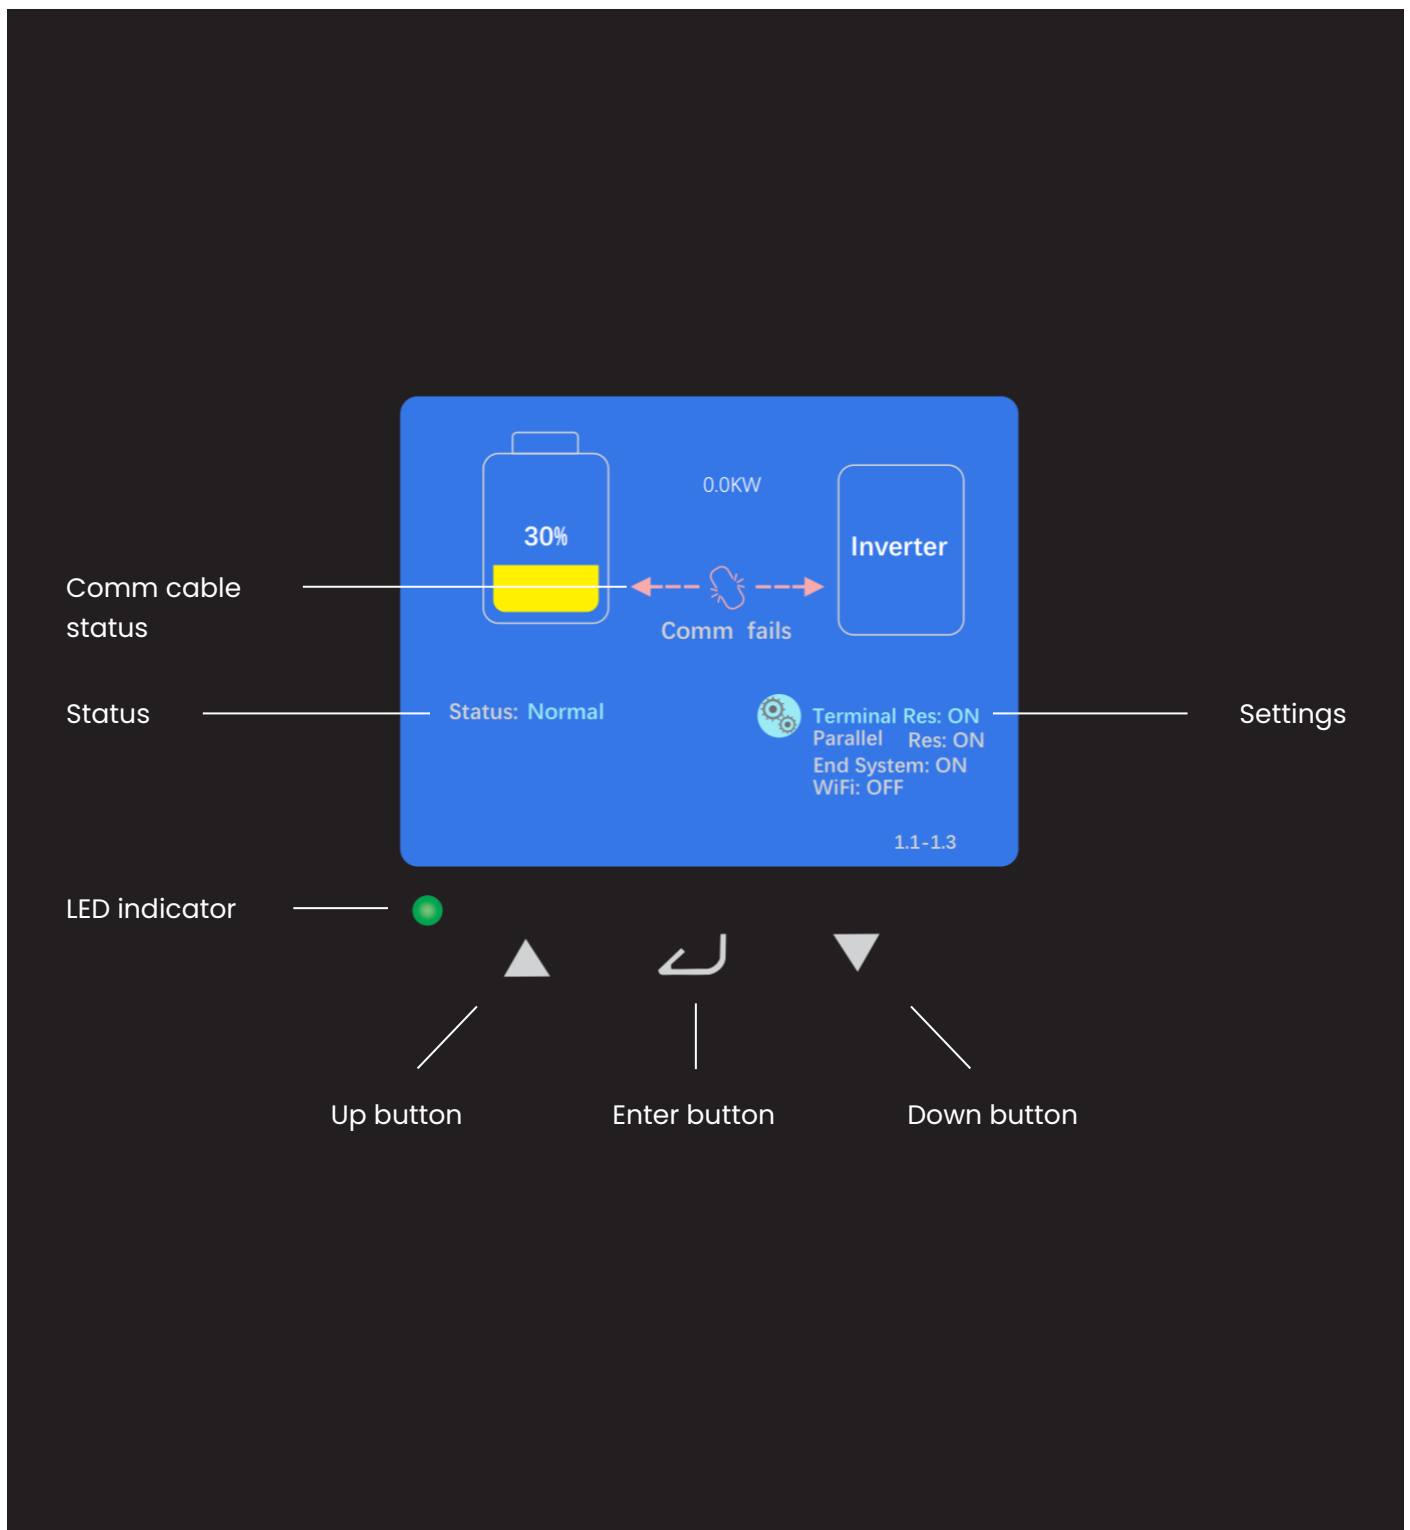 0.0KW
30%
Inverter
Comm cable
status
Comm fails
Status
Status: Normal
Terminal Res: ON
Parallel Res: ON
End System: ON
WiFi: OFF
Settings
1.1-1.3
LED indicator
Up button
Enter button
Down button